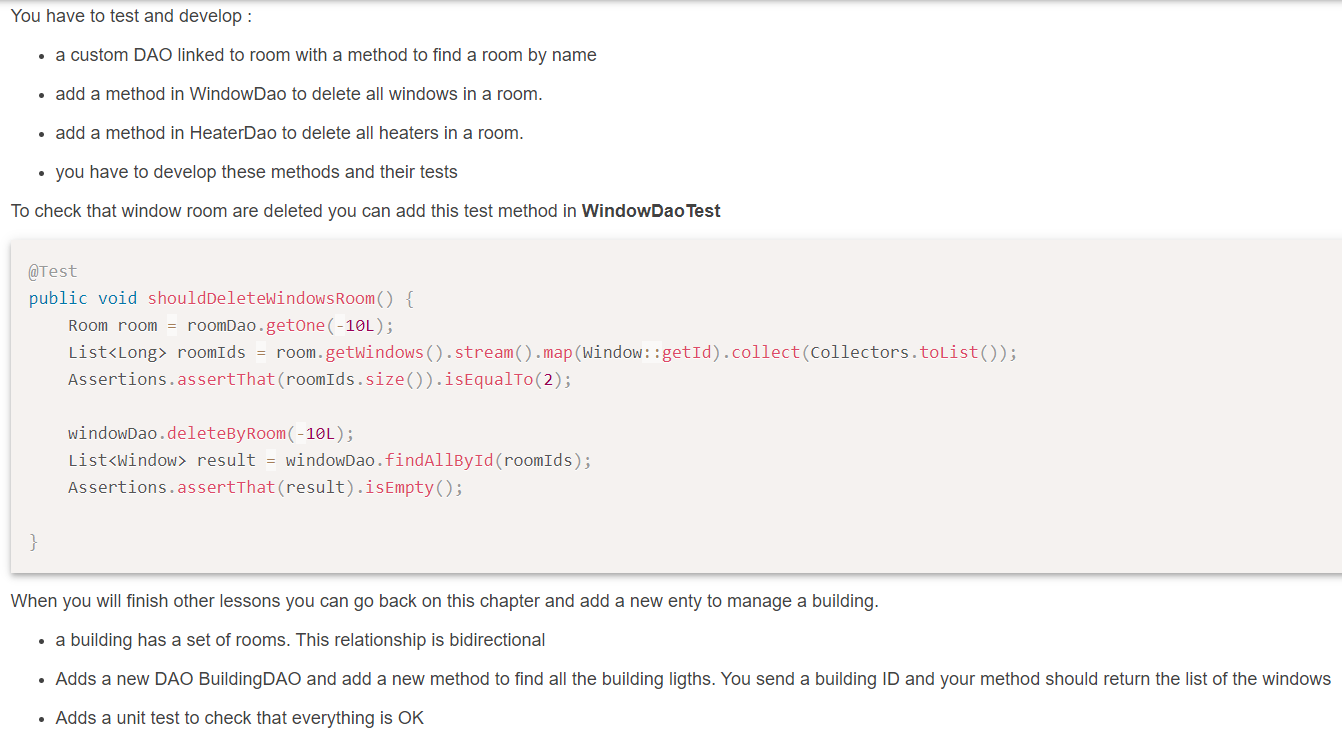 You have to test and develop :
• a custom DAO linked to room with a method to find a room by name
• add a method in WindowDao to delete all windows in a room.
• add a method in HeaterDao to delete all heaters in a room.
• you have to develop these methods and their tests
To check that window room are deleted you can add this test method in WindowDaoTest
@Test
public void shouldDeleteWindowsRoom() {
    Room room = roomDao.getOne(-10L);
    List<Long> roomIds = room.getWindows().stream().map(Window::getId).collect(Collectors.toList());
    Assertions.assertThat(roomIds.size()).isEqualTo(2);
    windowDao.deleteByRoom(-10L);
    List<Window> result = windowDao.findAllById(roomIds);
    Assertions.assertThat(result).isEmpty();
}
When you will finish other lessons you can go back on this chapter and add a new enty to manage a building.
• a building has a set of rooms. This relationship is bidirectional
• Adds a new DAO BuildingDAO and add a new method to find all the building ligths. You send a building ID and your method should return the list of the windows
• Adds a unit test to check that everything is OK